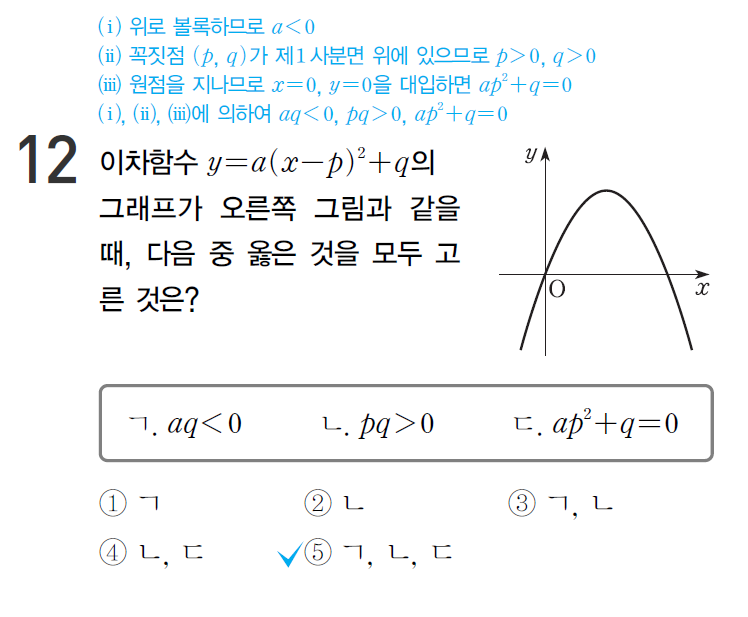 (ⅰ) 위로 볼록하므로 a<0
(ⅱ) 꼭짓점 (p, q)가 제1사분면 위에 있으므로 p>0, q>0
(ⅲ) 원점을 지나므로 x=0, y=0을 대입하면 ap²+q=0
(ⅰ), (ⅱ), (ⅲ)에 의하여 aq<0, pq>0, ap²+q=0
12 이차함수 y=a(x-p)²+q의
그래프가 오른쪽 그림과 같을
때, 다음 중 옳은 것을 모두 고
른 것은?
y
O
x
ㄱ. aq<0 ㄴ. pq>0 ㄷ. ap²+q=0
① ㄱ ② ㄴ ③ ㄱ, ㄴ
④ ㄴ, ㄷ ⑤ ㄱ, ㄴ, ㄷ